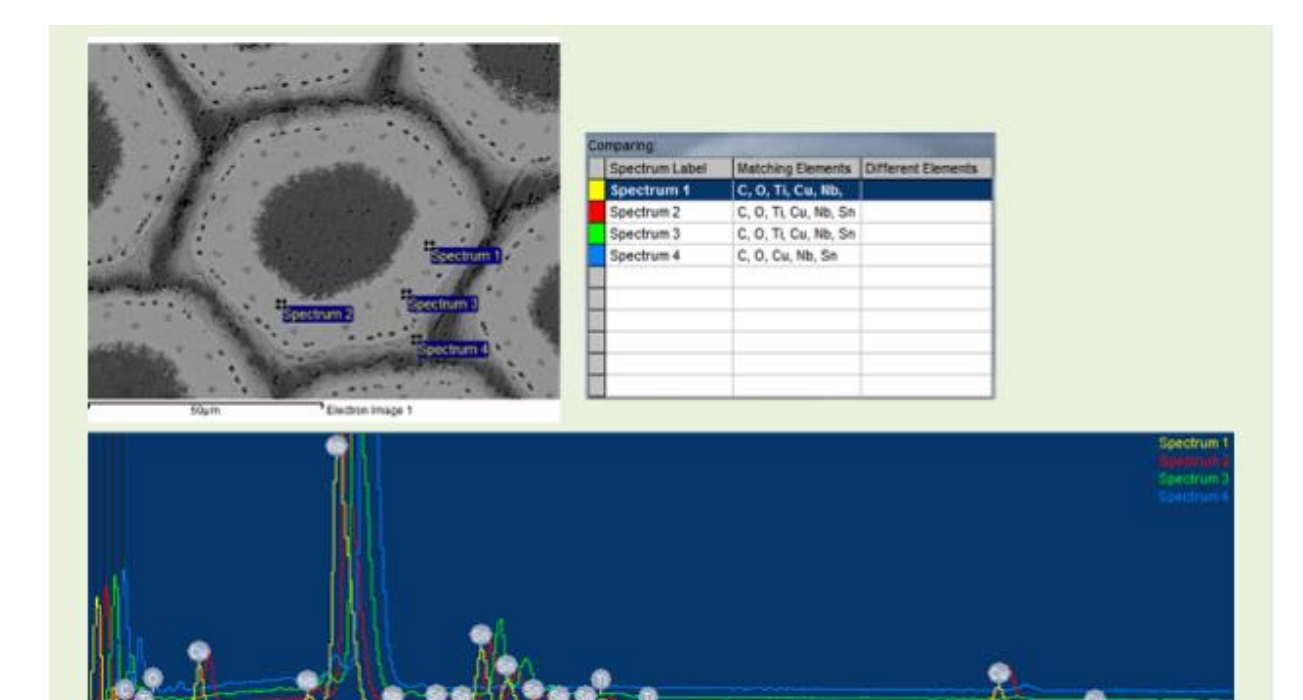 Comparing:
Spectrum Label Matching Elements Different Elements
Spectrum 1 C, O, Ti, Cu, Nb,
Spectrum 2 C, O, Ti, Cu, Nb, Sn
Spectrum 3 C, O, Ti, Cu, Nb, Sn
Spectrum 4 C, O, Cu, Nb, Sn
Spectrum 1
Spectrum 3
Spectrum 2
Spectrum 4
50µm Electron Image 1
Spectrum 1
Spectrum 2
Spectrum 3
Spectrum 4
C
O
Ti
Ti